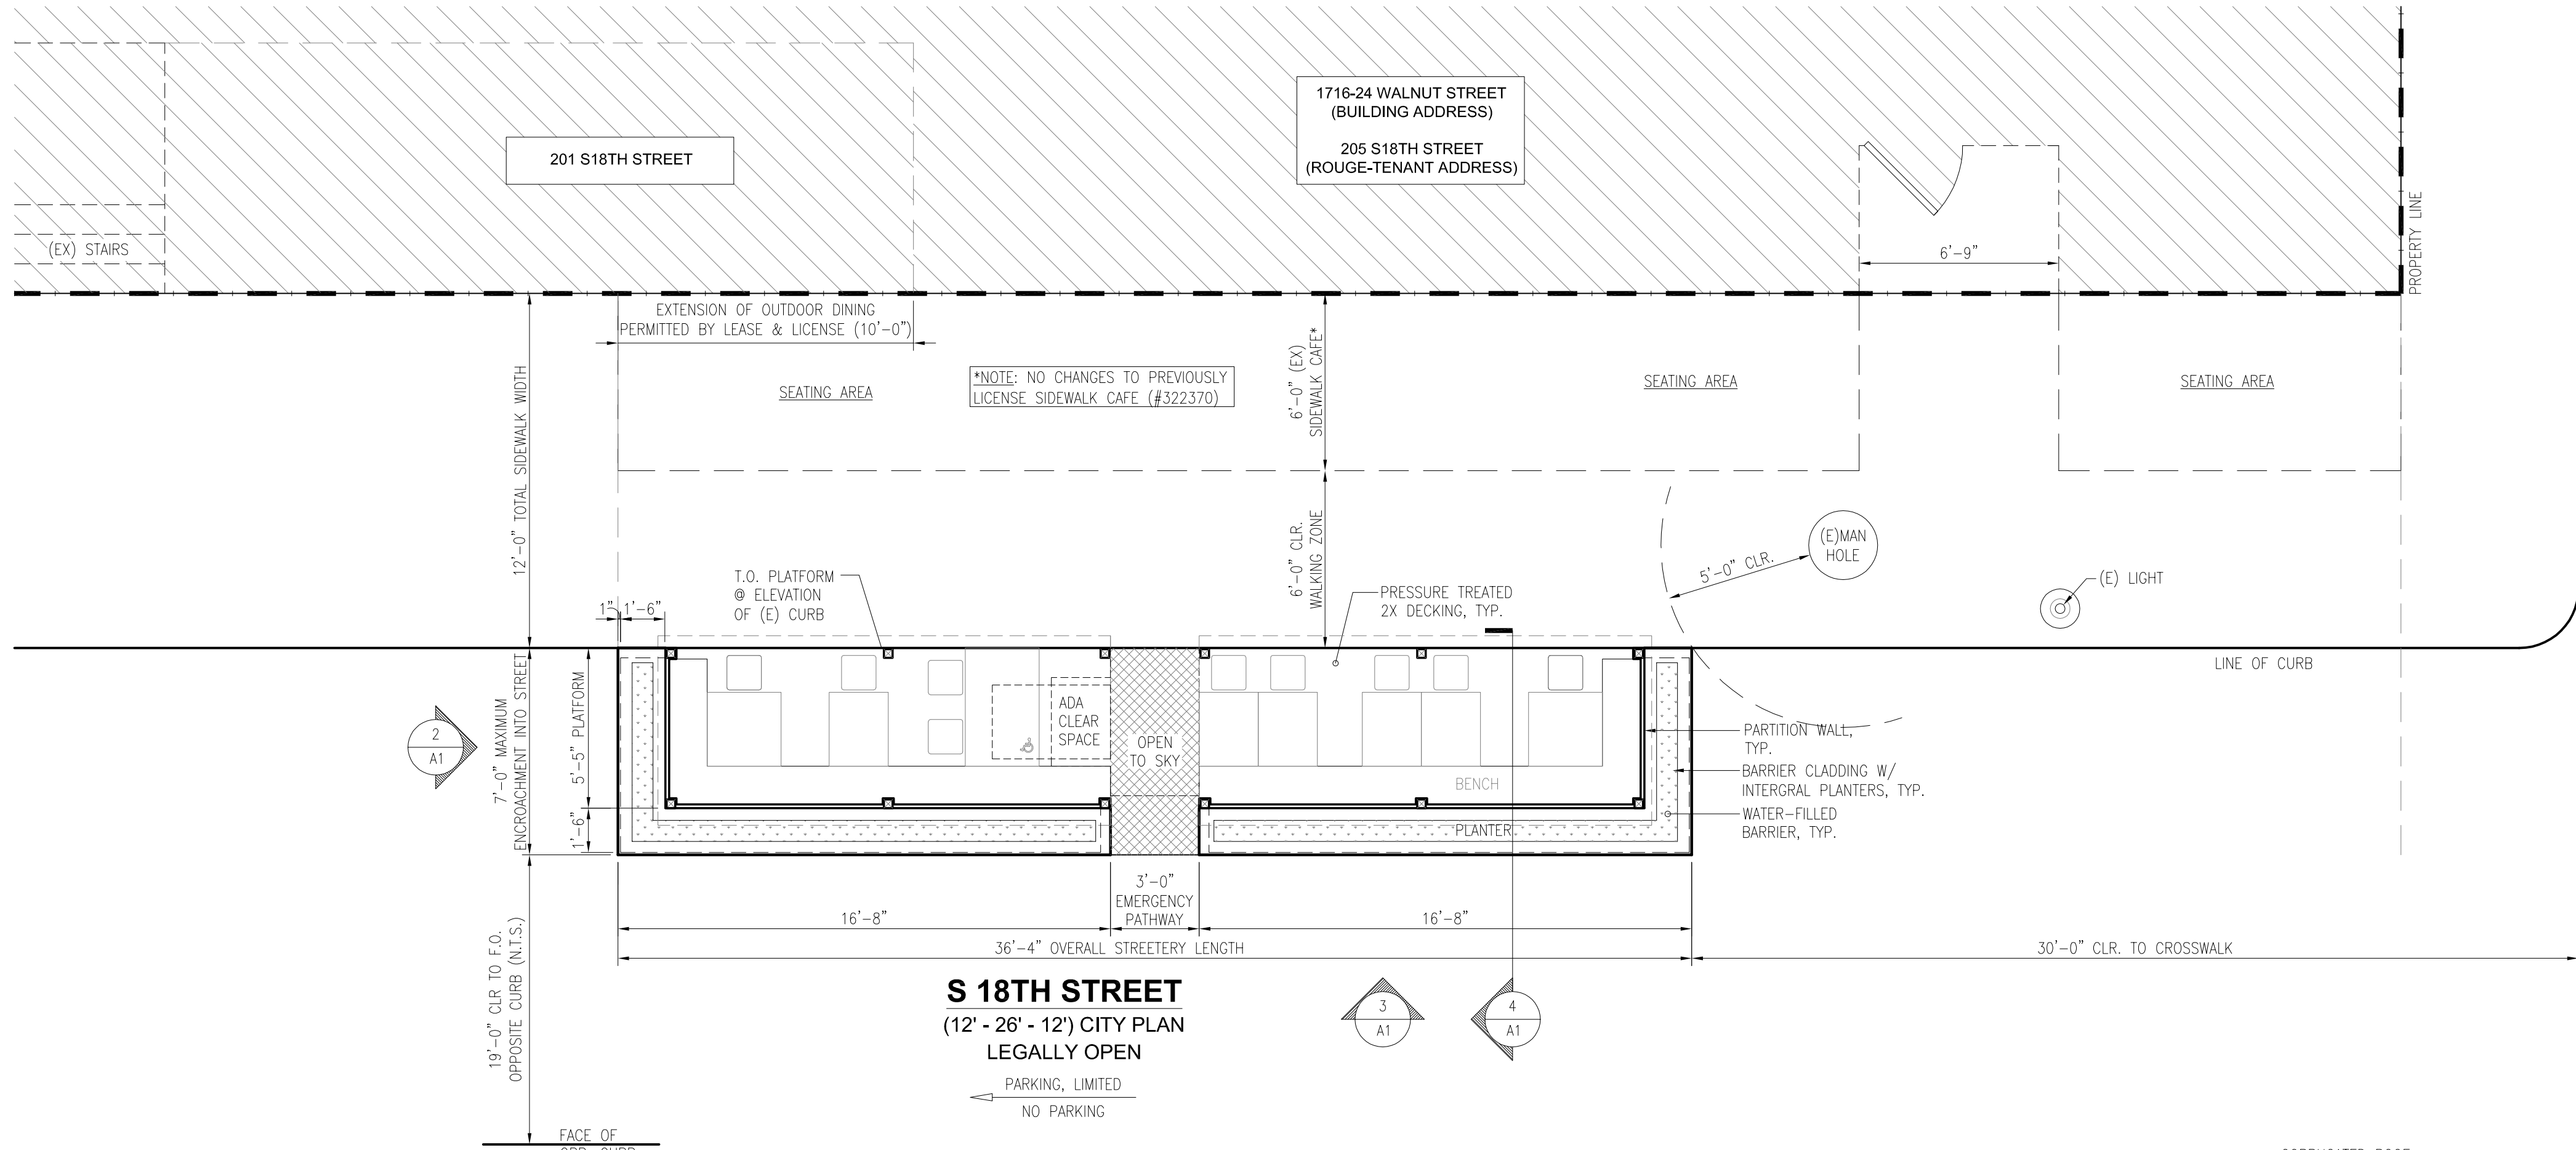 1716-24 WALNUT STREET
(BUILDING ADDRESS)
205 S18TH STREET
(ROUGE-TENANT ADDRESS)
201 S18TH STREET
(EX) STAIRS
6'-9"
PROPERTY LINE
EXTENSION OF OUTDOOR DINING
PERMITTED BY LEASE & LICENSE (10'-0")
12'-0" TOTAL SIDEWALK WIDTH
SEATING AREA
*NOTE: NO CHANGES TO PREVIOUSLY
LICENSE SIDEWALK CAFE (#322370)
6'-0" (EX)
SIDEWALK CAFE*
SEATING AREA
SEATING AREA
6'-0" CLR.
WALKING ZONE
5'-0" CLR.
(E)MAN
HOLE
(E) LIGHT
T.O. PLATFORM
@ ELEVATION
OF (E) CURB
1"
1'-6"
PRESSURE TREATED
2X DECKING, TYP.
LINE OF CURB
7'-0" MAXIMUM
ENCROACHMENT INTO STREET
5'-5" PLATFORM
1'-6"
2
A1
ADA
CLEAR
SPACE
OPEN
TO SKY
BENCH
PLANTER
PARTITION WALL,
TYP.
BARRIER CLADDING W/
INTERGRAL PLANTERS, TYP.
WATER-FILLED
BARRIER, TYP.
16'-8"
3'-0"
EMERGENCY
PATHWAY
16'-8"
36'-4" OVERALL STREETERY LENGTH
30'-0" CLR. TO CROSSWALK
19'-0" CLR TO F.O.
OPPOSITE CURB (N.T.S.)
S 18TH STREET
(12' - 26' - 12') CITY PLAN
LEGALLY OPEN
PARKING, LIMITED
NO PARKING
3
A1
4
A1
FACE OF